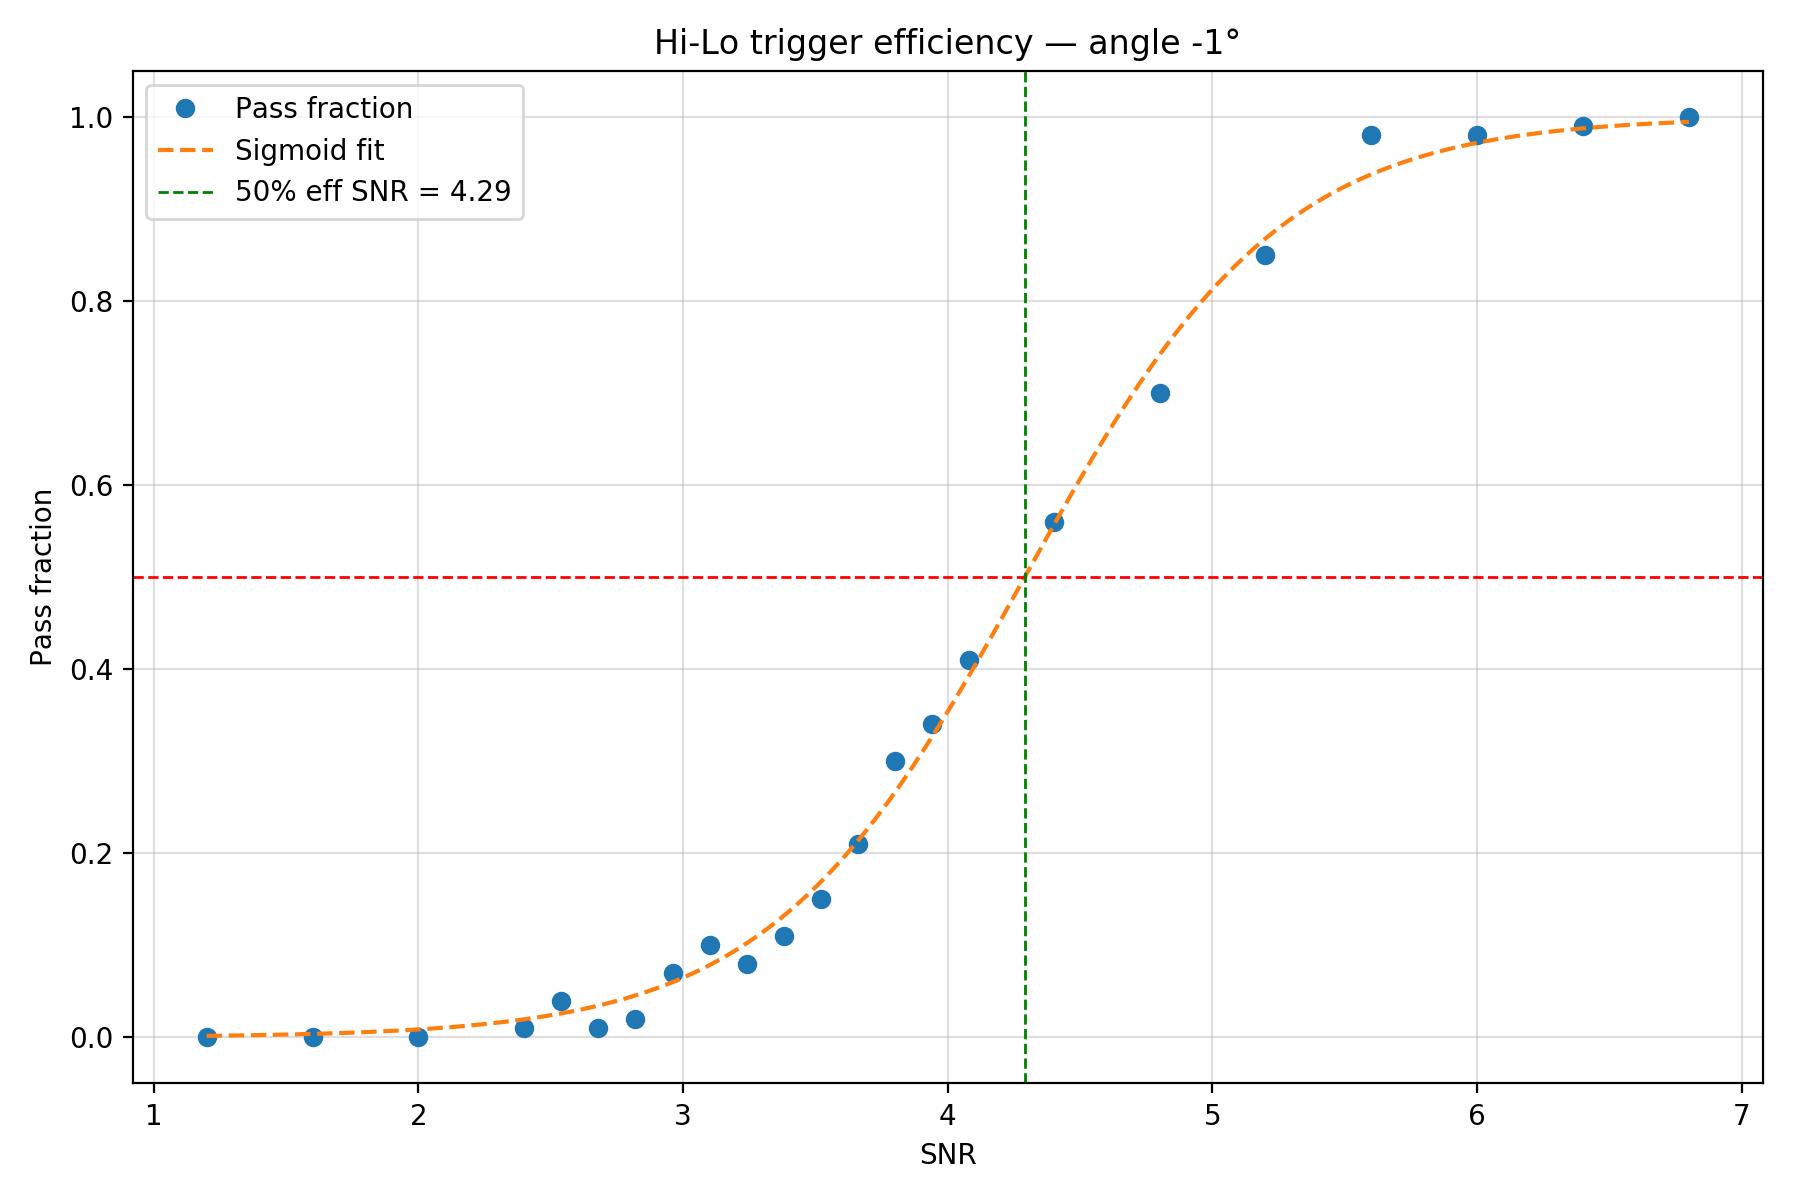 Hi-Lo trigger efficiency — angle -1°
Pass fraction
Sigmoid fit
50% eff SNR = 4.29
1.0
0.8
0.6
0.4
0.2
0.0
Pass fraction
1 2 3 4 5 6 7
SNR